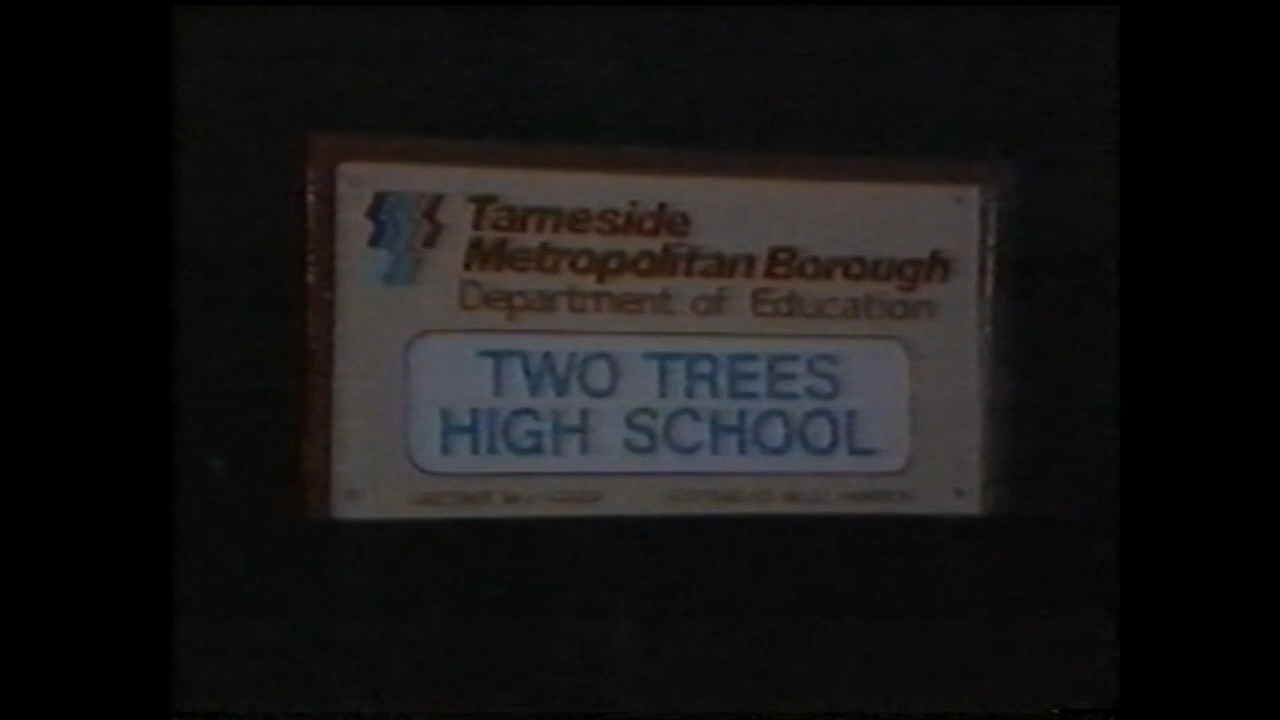 Tameside
Metropolitan Borough
Department of Education
TWO TREES
HIGH SCHOOL